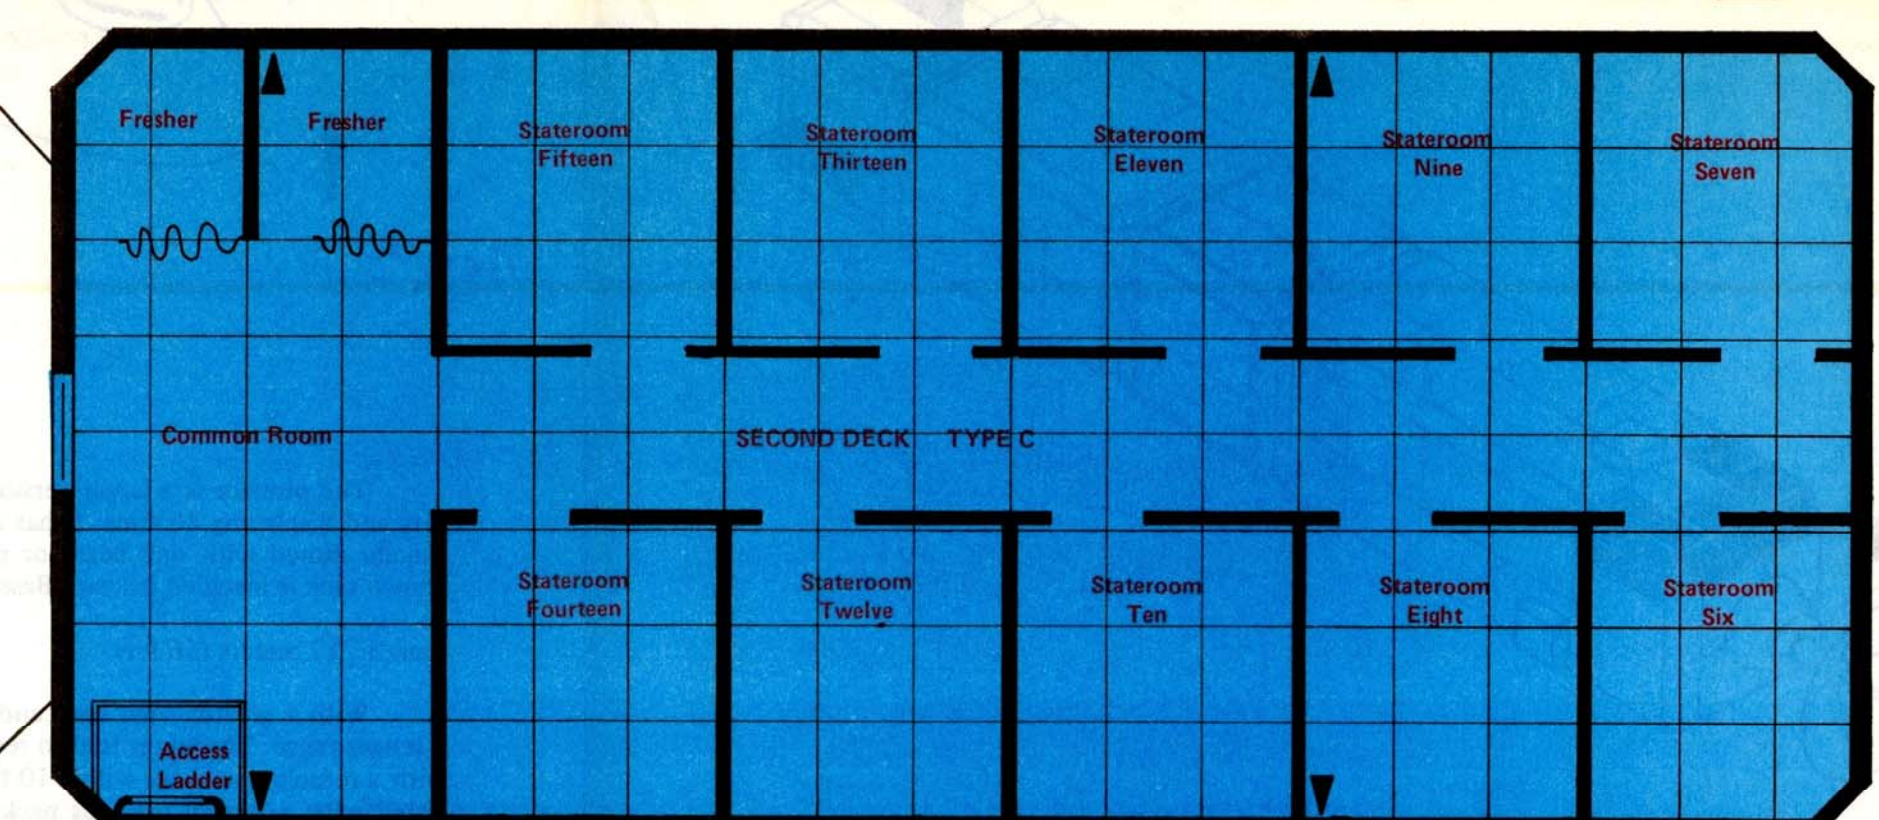 Fresher
Fresher
Stateroom
Fifteen
Stateroom
Thirteen
Stateroom
Eleven
Stateroom
Nine
Stateroom
Seven
Common Room
SECOND DECK TYPE C
Stateroom
Fourteen
Stateroom
Twelve
Stateroom
Ten
Stateroom
Eight
Stateroom
Six
Access
Ladder